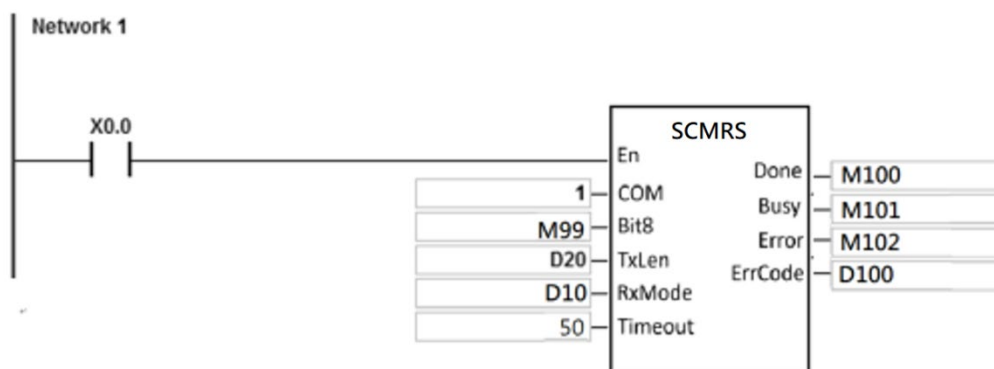 Network 1
X0.0
SCMRS
En
Done M100
1 COM
Busy M101
M99 Bit8
Error M102
D20 TxLen
ErrCode D100
D10 RxMode
50 Timeout